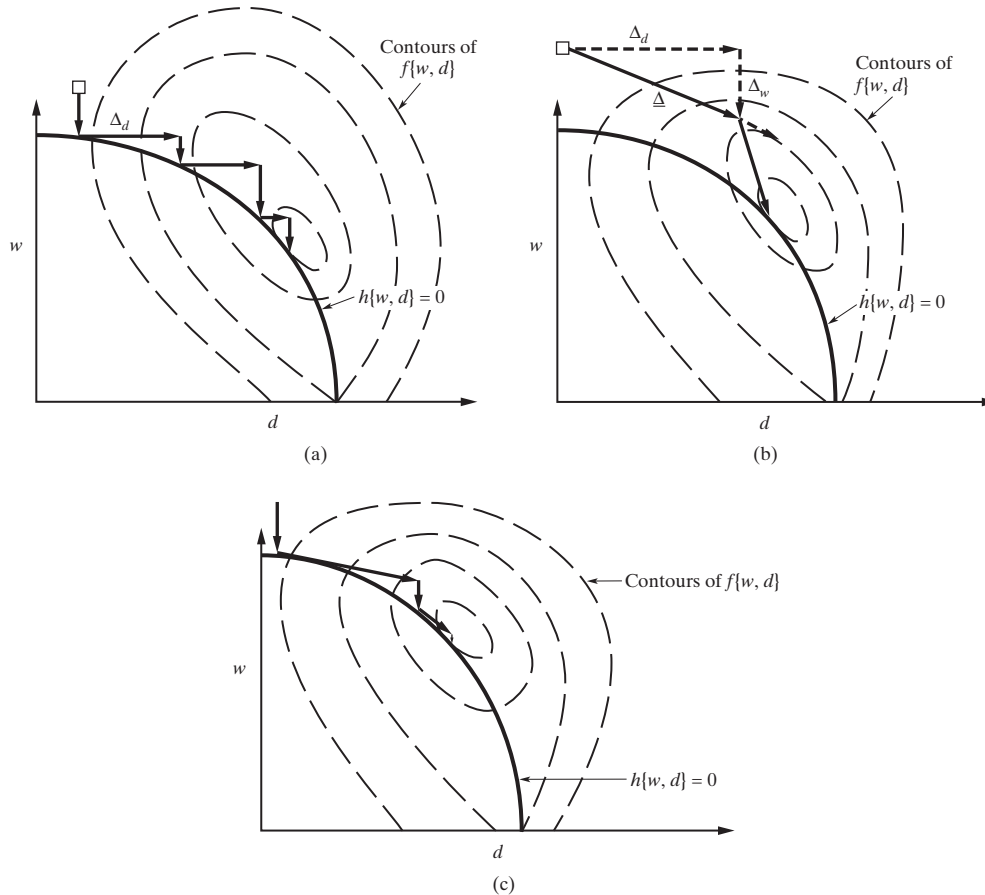 Contours of
f{w, d}
Δd
w
h{w, d} = 0
d
(a)
Δd
Contours of
f{w, d}
Δw
Δ
w
h{w, d} = 0
d
(b)
Contours of f{w, d}
w
h{w, d} = 0
d
(c)